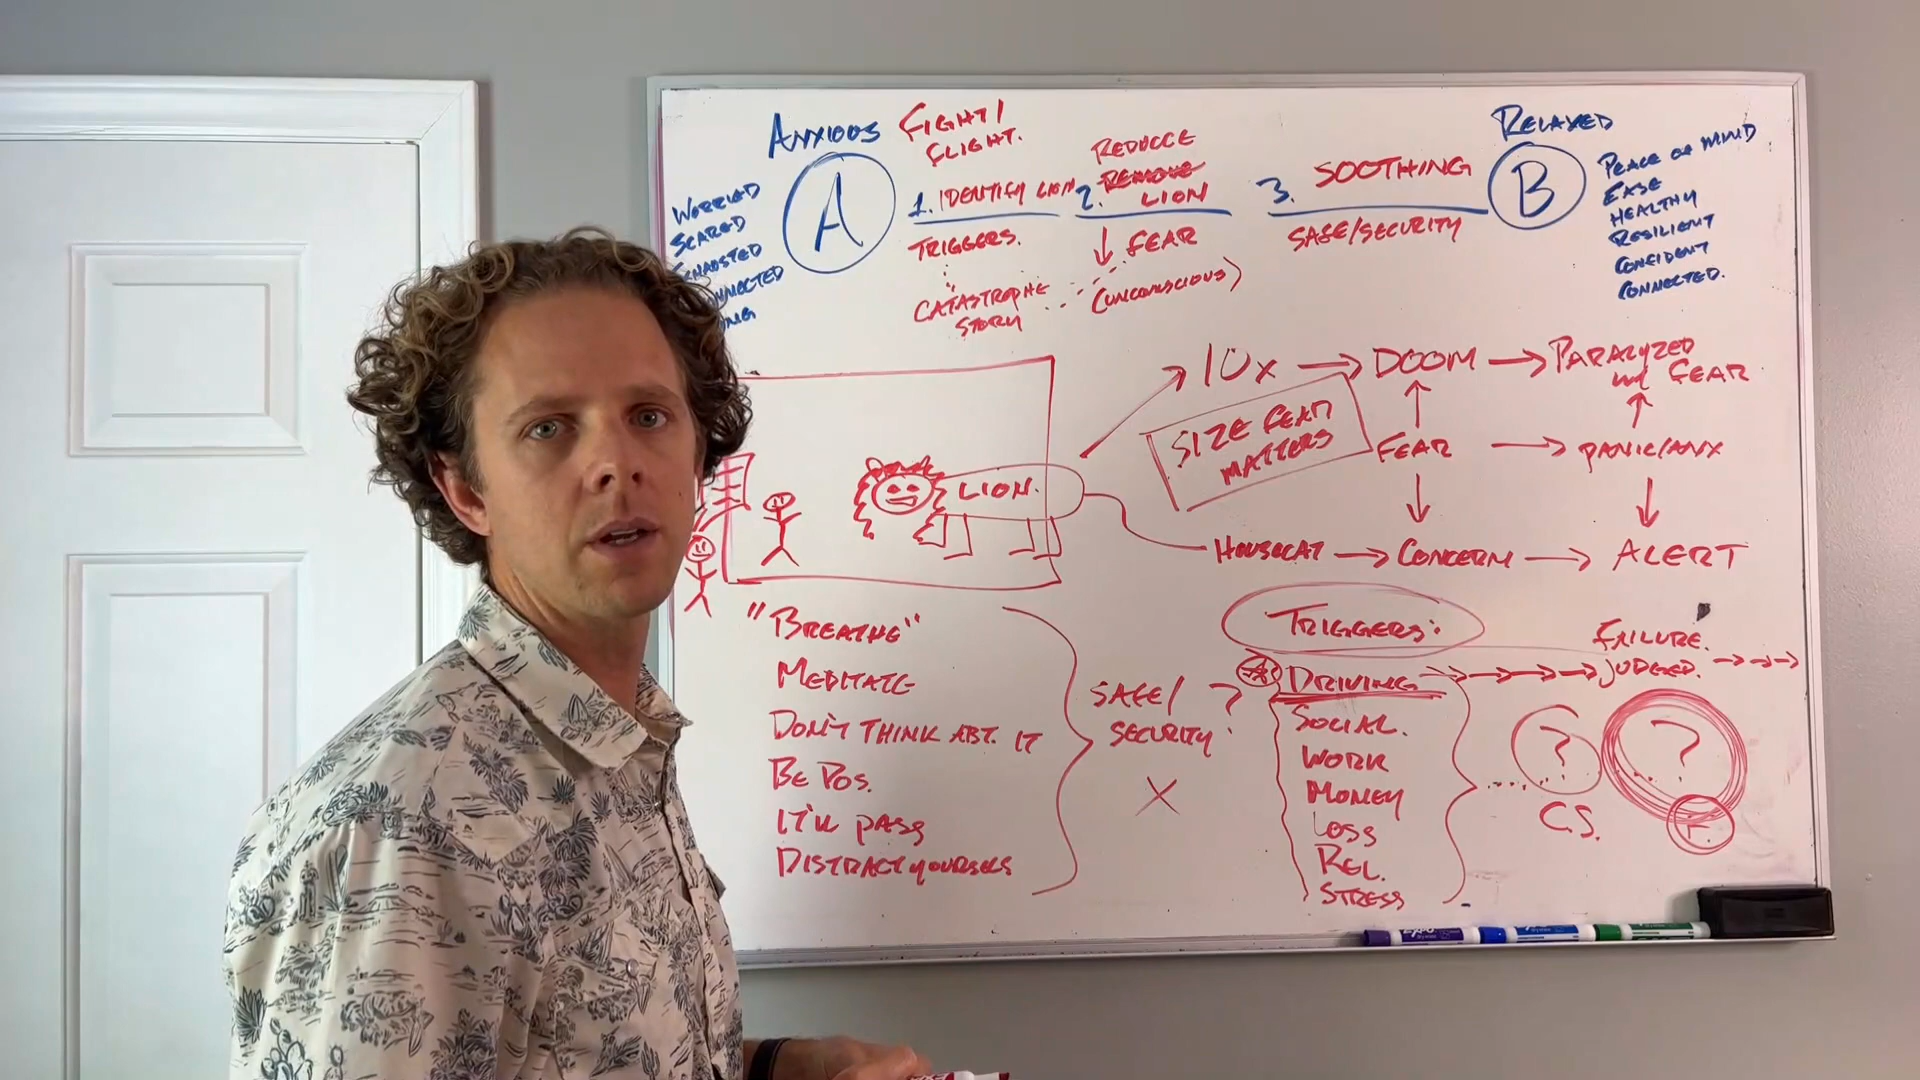 ANXIOUS
A
WORRIED
SCARED
FIGHT/
FLIGHT.
1. IDENTIFY LION
TRIGGERS.
CATASTROPHE
STORY
REDUCE
2. REMOVE
LION
↓ FEAR
(UNCONSCIOUS)
3. SOOTHING
SAFE/SECURITY
RELAXED
B
PEACE OF MIND
EASE
HEALTHY
RESILIENT
CONFIDENT
CONNECTED.
LION.
→ 10x → DOOM → PARALYZED
w/ FEAR
SIZE FEAR
MATTERS
FEAR → PANIC/ANX
HOUSECAT → CONCERN → ALERT
"BREATHE"
MEDITATE
DON'T THINK ABT. IT
BE POS.
IT'LL PASS
DISTRACT YOURSELF
SAFE/
SECURITY ?
X
TRIGGERS:
DRIVING
SOCIAL.
WORK
MONEY
LOSS
REL.
STRESS
FAILURE.
JUDGED.
?
C.S.
?
EXPO